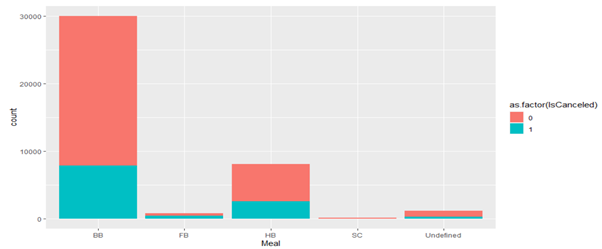 30000
20000
10000
0
count
BB FB HB SC Undefined
Meal
as.factor(IsCanceled)
0
1